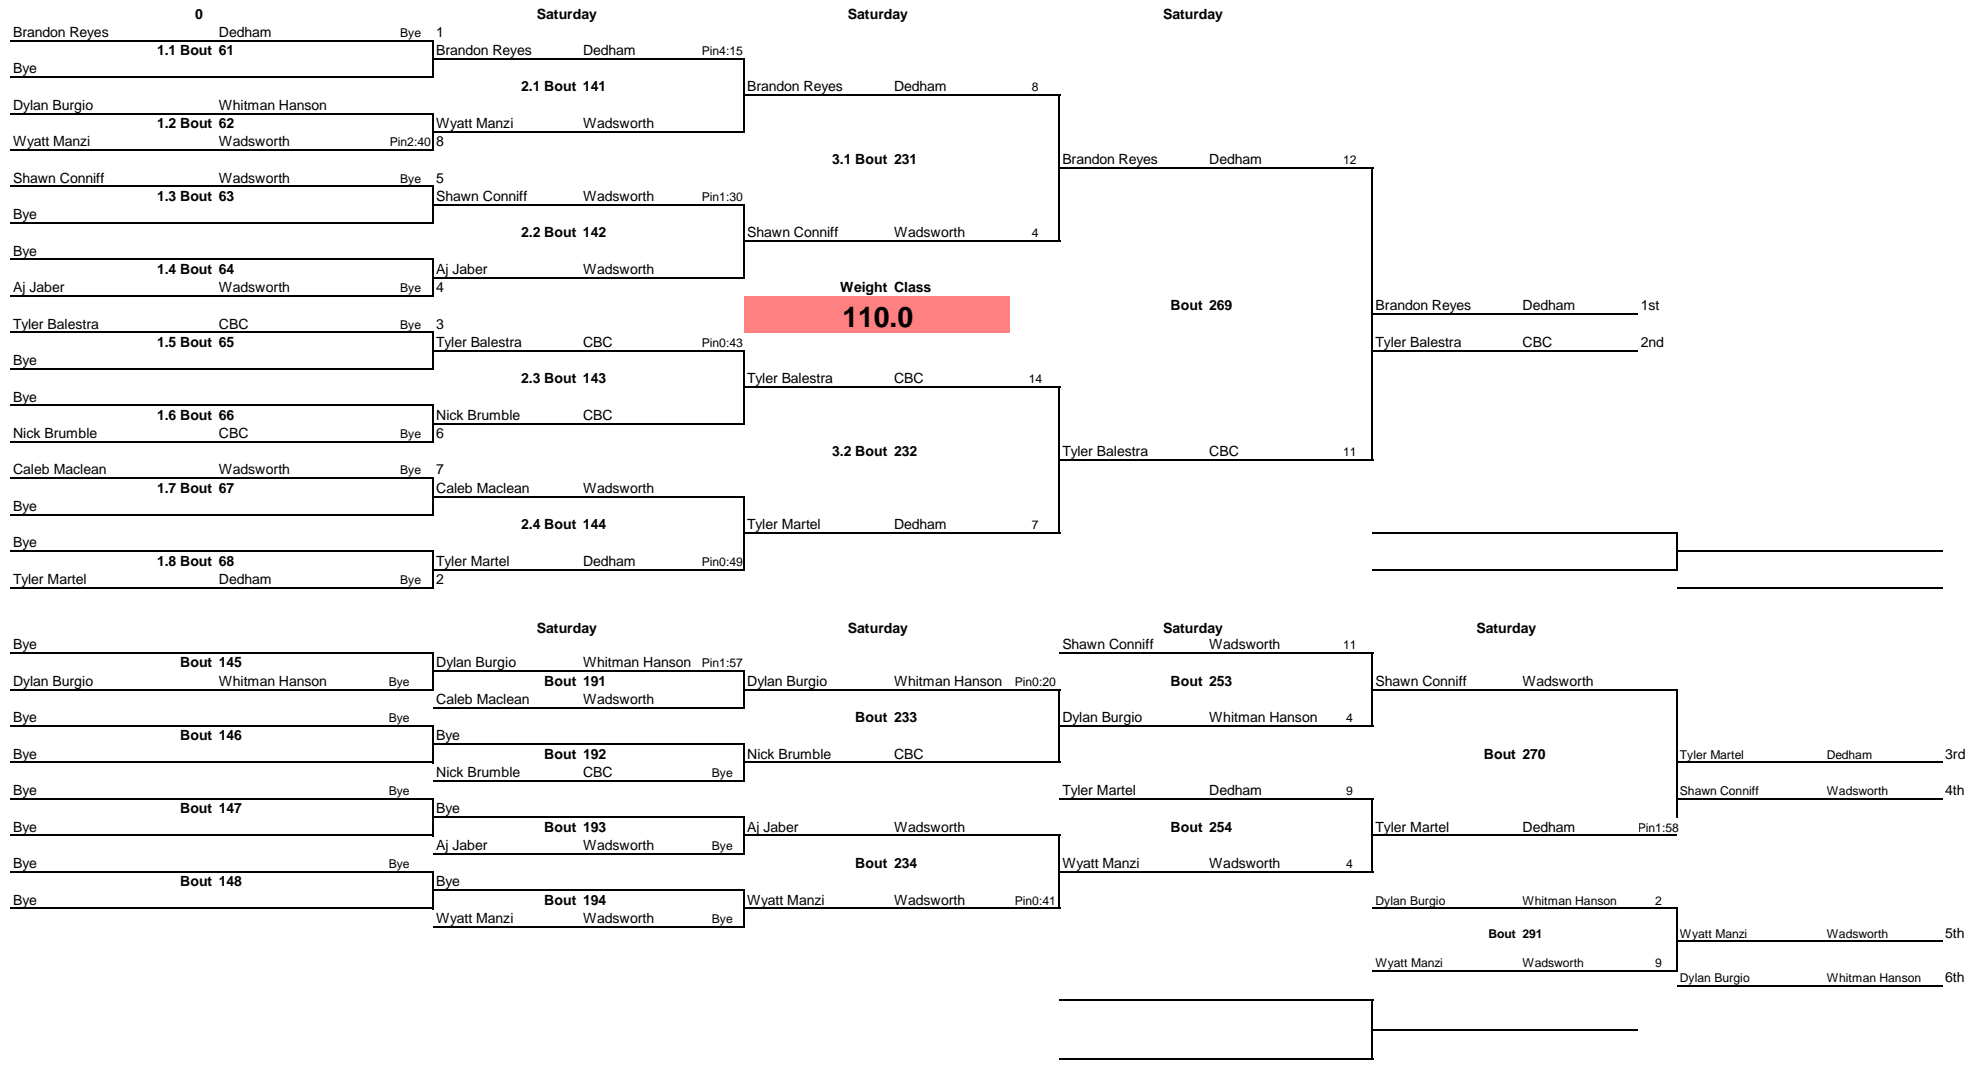 0 Saturday Saturday Saturday
Brandon Reyes Dedham Bye 1
1.1 Bout 61 Brandon Reyes Dedham Pin4:15
Bye
2.1 Bout 141 Brandon Reyes Dedham 8
Dylan Burgio Whitman Hanson
1.2 Bout 62 Wyatt Manzi Wadsworth
Wyatt Manzi Wadsworth Pin2:40 8
3.1 Bout 231 Brandon Reyes Dedham 12
Shawn Conniff Wadsworth Bye 5
1.3 Bout 63 Shawn Conniff Wadsworth Pin1:30
Bye
2.2 Bout 142 Shawn Conniff Wadsworth 4
Bye
1.4 Bout 64 Aj Jaber Wadsworth
Aj Jaber Wadsworth Bye 4 Weight Class
Bout 269 Brandon Reyes Dedham 1st
110.0
Tyler Balestra CBC Bye 3
1.5 Bout 65 Tyler Balestra CBC Pin0:43 Tyler Balestra CBC 2nd
Bye
2.3 Bout 143 Tyler Balestra CBC 14
Bye
1.6 Bout 66 Nick Brumble CBC
Nick Brumble CBC Bye 6
3.2 Bout 232 Tyler Balestra CBC 11
Caleb Maclean Wadsworth Bye 7
1.7 Bout 67 Caleb Maclean Wadsworth
Bye
2.4 Bout 144 Tyler Martel Dedham 7
Bye
1.8 Bout 68 Tyler Martel Dedham Pin0:49
Tyler Martel Dedham Bye 2
Saturday Saturday Saturday Saturday
Bye Shawn Conniff Wadsworth 11
Bout 145 Dylan Burgio Whitman Hanson Pin1:57
Dylan Burgio Whitman Hanson Bye Bout 191 Dylan Burgio Whitman Hanson Pin0:20 Bout 253 Shawn Conniff Wadsworth
Caleb Maclean Wadsworth
Bye Bye Bout 233 Dylan Burgio Whitman Hanson 4
Bout 146 Bye
Bye Bout 192 Nick Brumble CBC Bout 270 Tyler Martel Dedham 3rd
Nick Brumble CBC Bye
Bye Bye Tyler Martel Dedham 9 Shawn Conniff Wadsworth 4th
Bout 147 Bye
Bye Bout 193 Aj Jaber Wadsworth Bout 254 Tyler Martel Dedham Pin1:58
Aj Jaber Wadsworth Bye
Bye Bye Bout 234 Wyatt Manzi Wadsworth 4
Bout 148 Bye
Bye Bout 194 Wyatt Manzi Wadsworth Pin0:41 Dylan Burgio Whitman Hanson 2
Wyatt Manzi Wadsworth Bye
Bout 291 Wyatt Manzi Wadsworth 5th
Wyatt Manzi Wadsworth 9
Dylan Burgio Whitman Hanson 6th